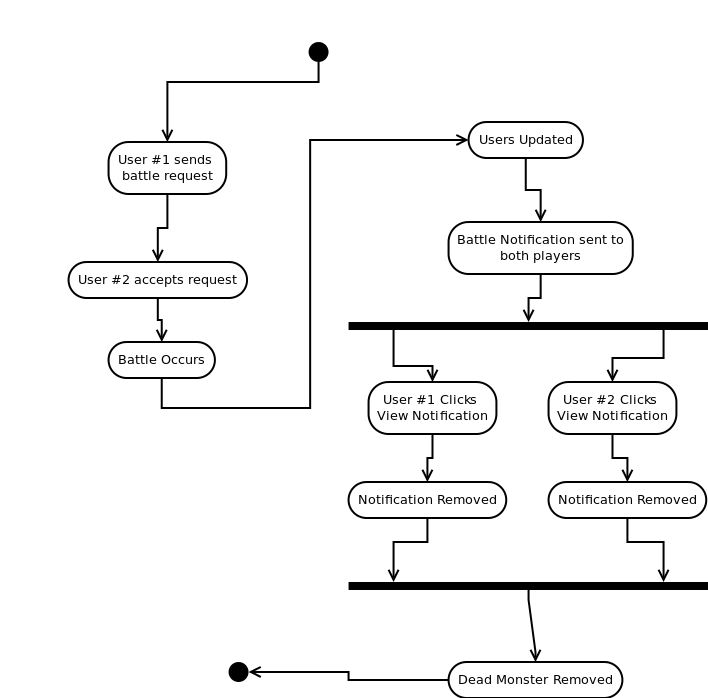 User #1 sends
battle request
User #2 accepts request
Battle Occurs
Users Updated
Battle Notification sent to
both players
User #1 Clicks
View Notification
User #2 Clicks
View Notification
Notification Removed
Notification Removed
Dead Monster Removed